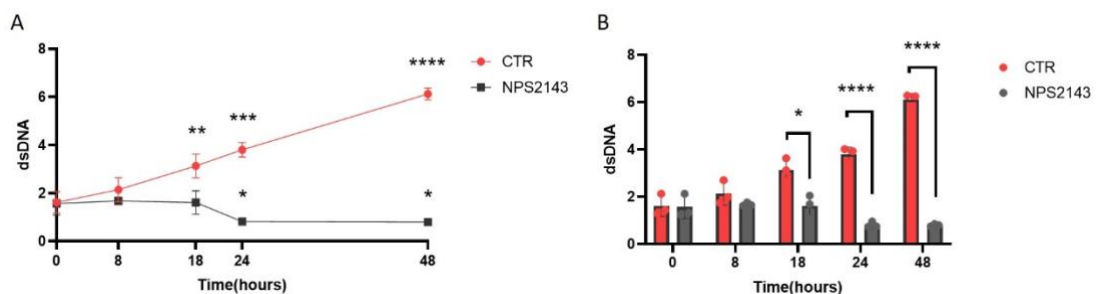 A
8
6
4
2
0
dsDNA
****
***
**
*
*
0
8
18
24
48
Time(hours)
CTR
NPS2143
B
8
6
4
2
0
dsDNA
****
****
*
0
8
18
24
48
Time(hours)
CTR
NPS2143